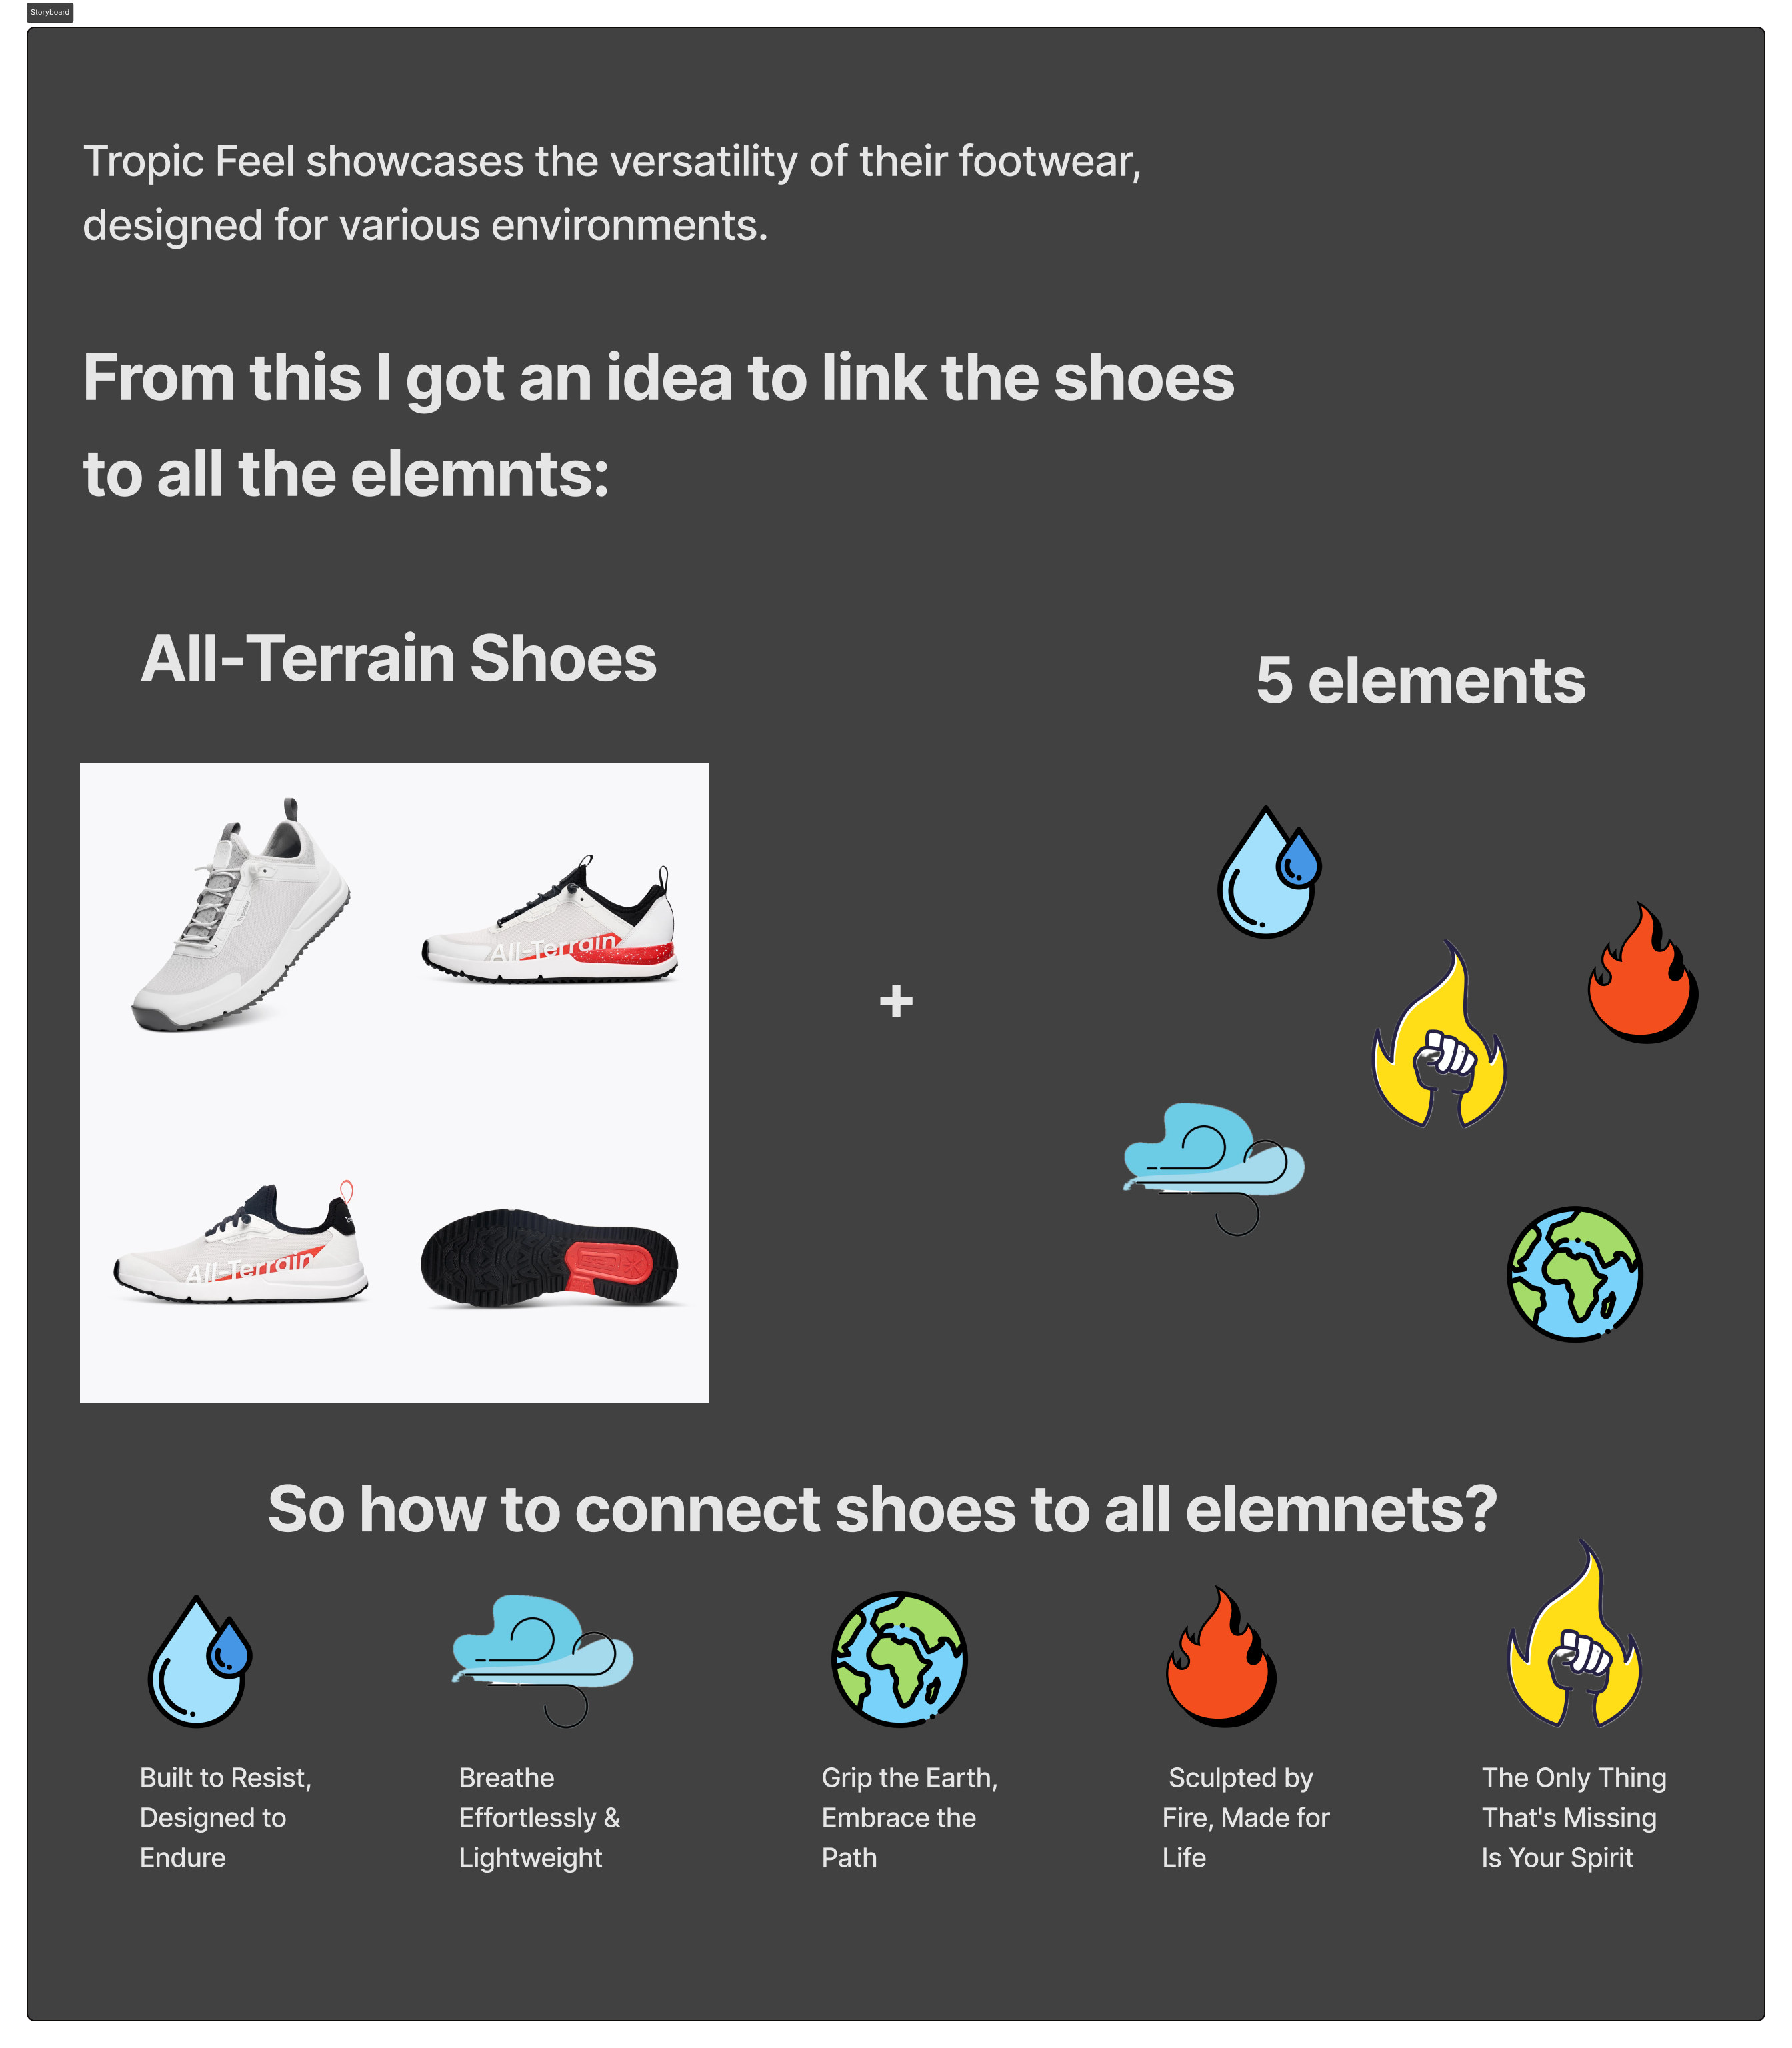 Storyboard
Tropic Feel showcases the versatility of their footwear,
designed for various environments.
From this I got an idea to link the shoes
to all the elemnts:
All-Terrain Shoes
5 elements
All-Terrain
+
All-Terrain
So how to connect shoes to all elemnets?
Built to Resist,
Designed to
Endure
Breathe
Effortlessly &
Lightweight
Grip the Earth,
Embrace the
Path
Sculpted by
Fire, Made for
Life
The Only Thing
That's Missing
Is Your Spirit